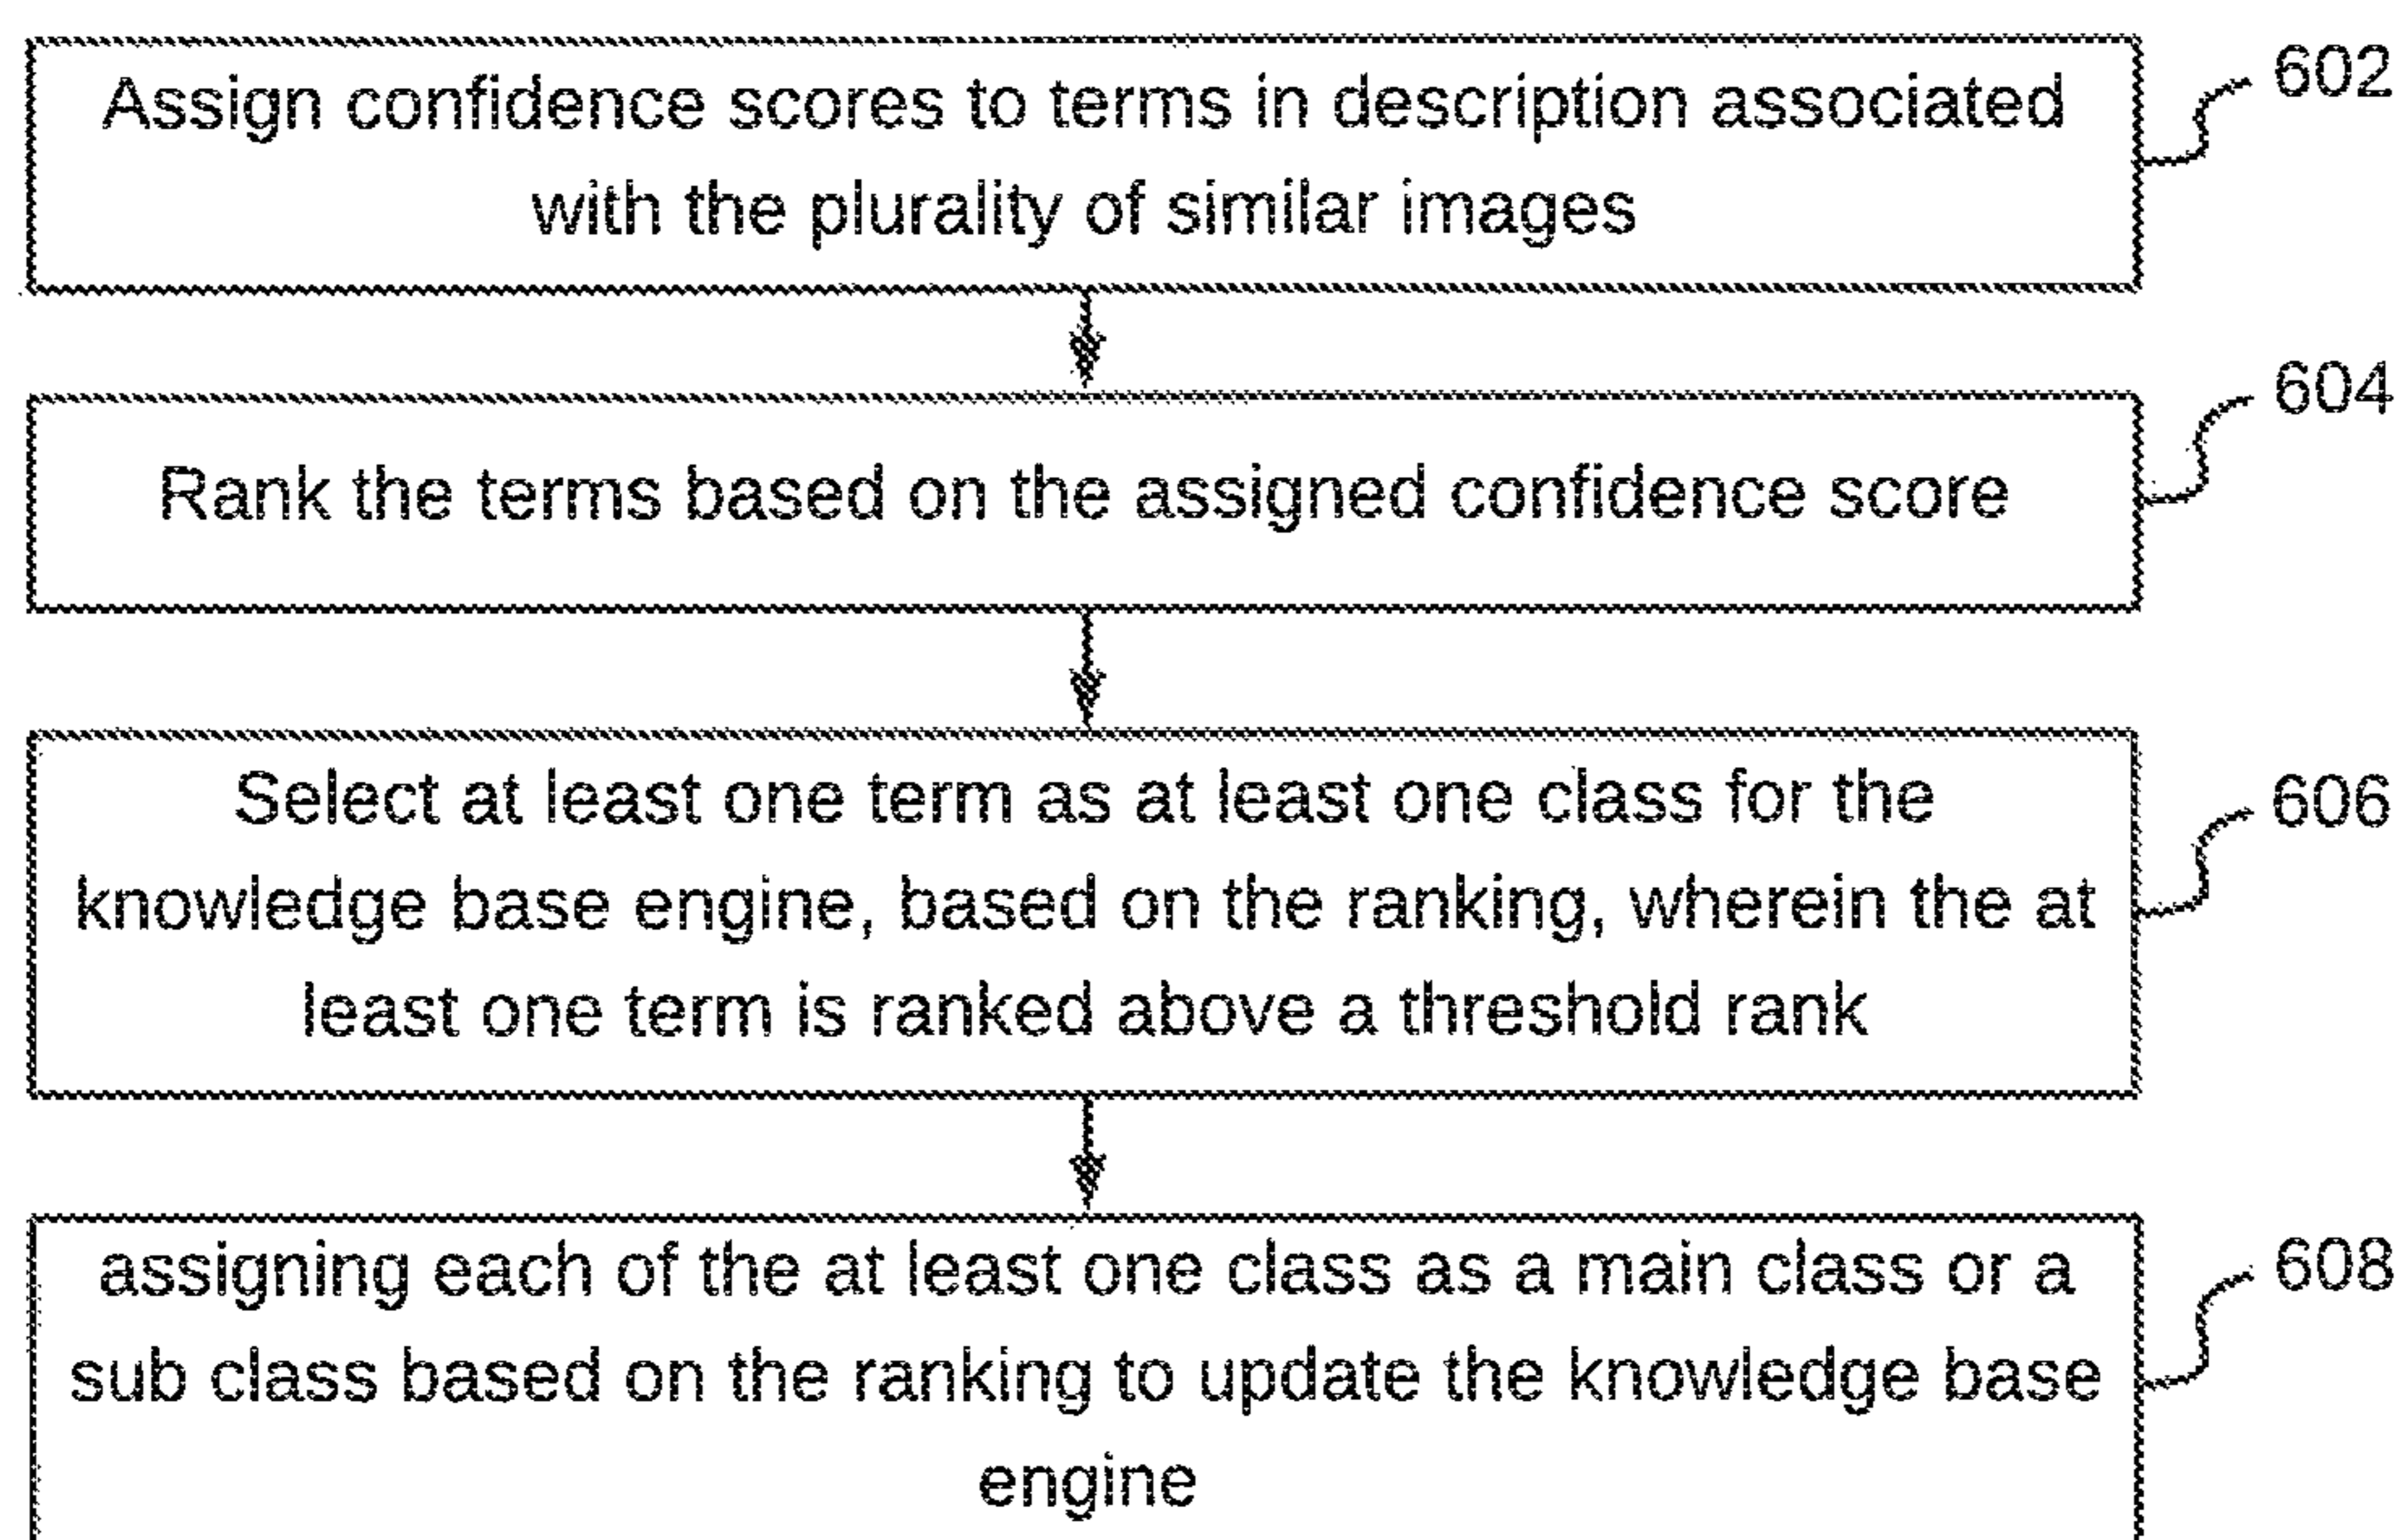 Assign confidence scores to terms in description associated
with the plurality of similar images
602
Rank the terms based on the assigned confidence score
604
Select at least one term as at least one class for the
knowledge base engine, based on the ranking, wherein the at
least one term is ranked above a threshold rank
606
assigning each of the at least one class as a main class or a
sub class based on the ranking to update the knowledge base
engine
608